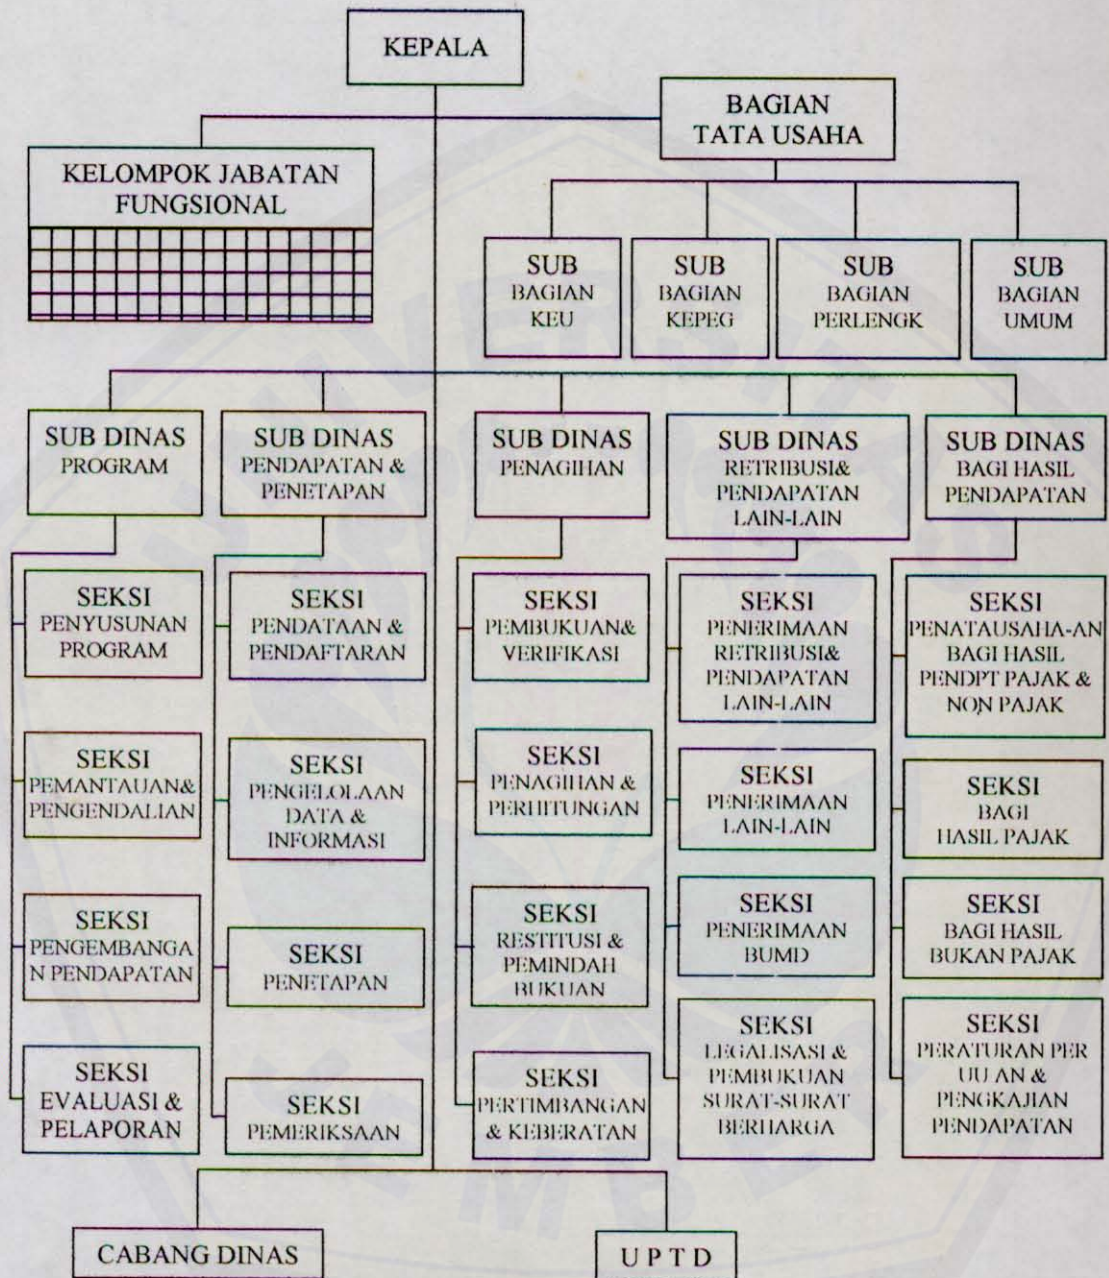 KEPALA
BAGIAN
TATA USAHA
KELOMPOK JABATAN
FUNGSIONAL
SUB
BAGIAN
KEU
SUB
BAGIAN
KEPEG
SUB
BAGIAN
PERLENGK
SUB
BAGIAN
UMUM
SUB DINAS
PROGRAM
SUB DINAS
PENDAPATAN &
PENETAPAN
SUB DINAS
PENAGIHAN
SUB DINAS
RETRIBUSI&
PENDAPATAN
LAIN-LAIN
SUB DINAS
BAGI HASIL
PENDAPATAN
SEKSI
PENYUSUNAN
PROGRAM
SEKSI
PENDATAAN &
PENDAFTARAN
SEKSI
PEMBUKUAN&
VERIFIKASI
SEKSI
PENERIMAAN
RETRIBUSI&
PENDAPATAN
LAIN-LAIN
SEKSI
PENATAUSAHA-AN
BAGI HASIL
PENDPT PAJAK &
NON PAJAK
SEKSI
PEMANTAUAN&
PENGENDALIAN
SEKSI
PENGELOLAAN
DATA &
INFORMASI
SEKSI
PENAGIHAN &
PERHITUNGAN
SEKSI
PENERIMAAN
LAIN-LAIN
SEKSI
BAGI
HASIL PAJAK
SEKSI
PENGEMBANGA
N PENDAPATAN
SEKSI
PENETAPAN
SEKSI
RESTITUSI &
PEMINDAH
BUKUAN
SEKSI
PENERIMAAN
BUMD
SEKSI
BAGI HASIL
BUKAN PAJAK
SEKSI
EVALUASI &
PELAPORAN
SEKSI
PEMERIKSAAN
SEKSI
PERTIMBANGAN
& KEBERATAN
SEKSI
LEGALISASI &
PEMBUKUAN
SURAT-SURAT
BERHARGA
SEKSI
PERATURAN PER
UU AN &
PENGKAJIAN
PENDAPATAN
CABANG DINAS
U P T D
UNIVERSITAS
JEMBER